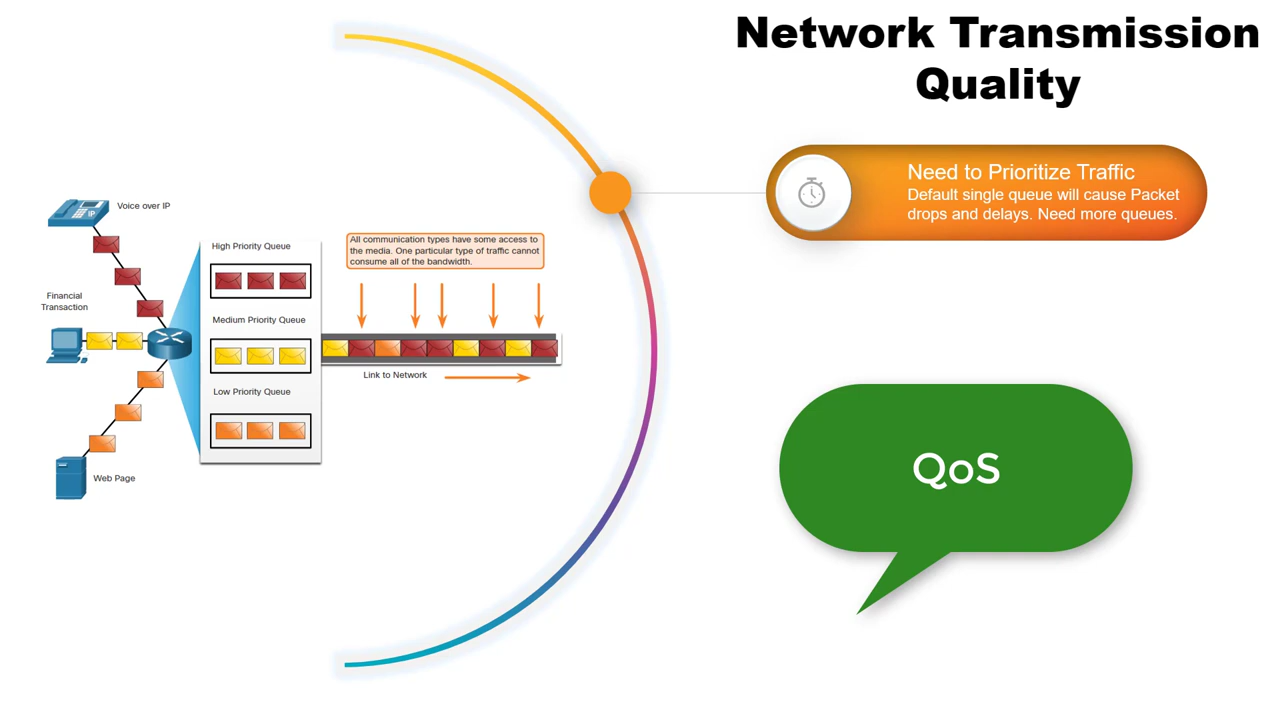 Network Transmission
Quality
Need to Prioritize Traffic
Default single queue will cause Packet
drops and delays. Need more queues.
Voice over IP
IP
High Priority Queue
All communication types have some access to
the media. One particular type of traffic cannot
consume all of the bandwidth.
Financial
Transaction
Medium Priority Queue
Link to Network
Low Priority Queue
Web Page
QoS